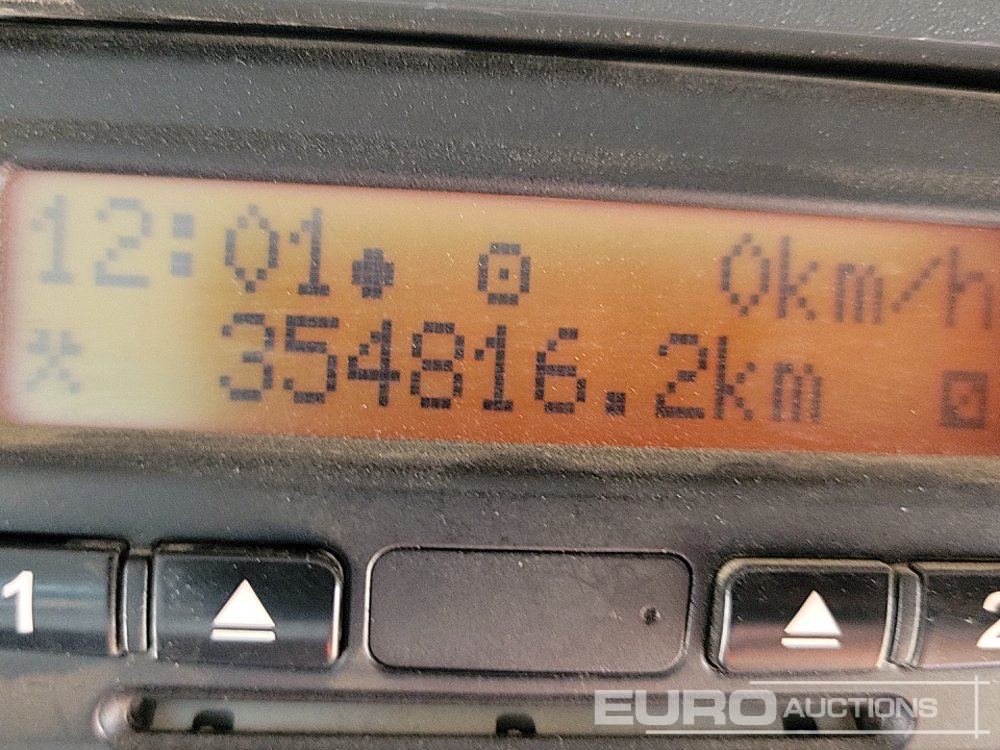 12:01● ⊙ 0km/h
354816.2km
1 2
EURO AUCTIONS